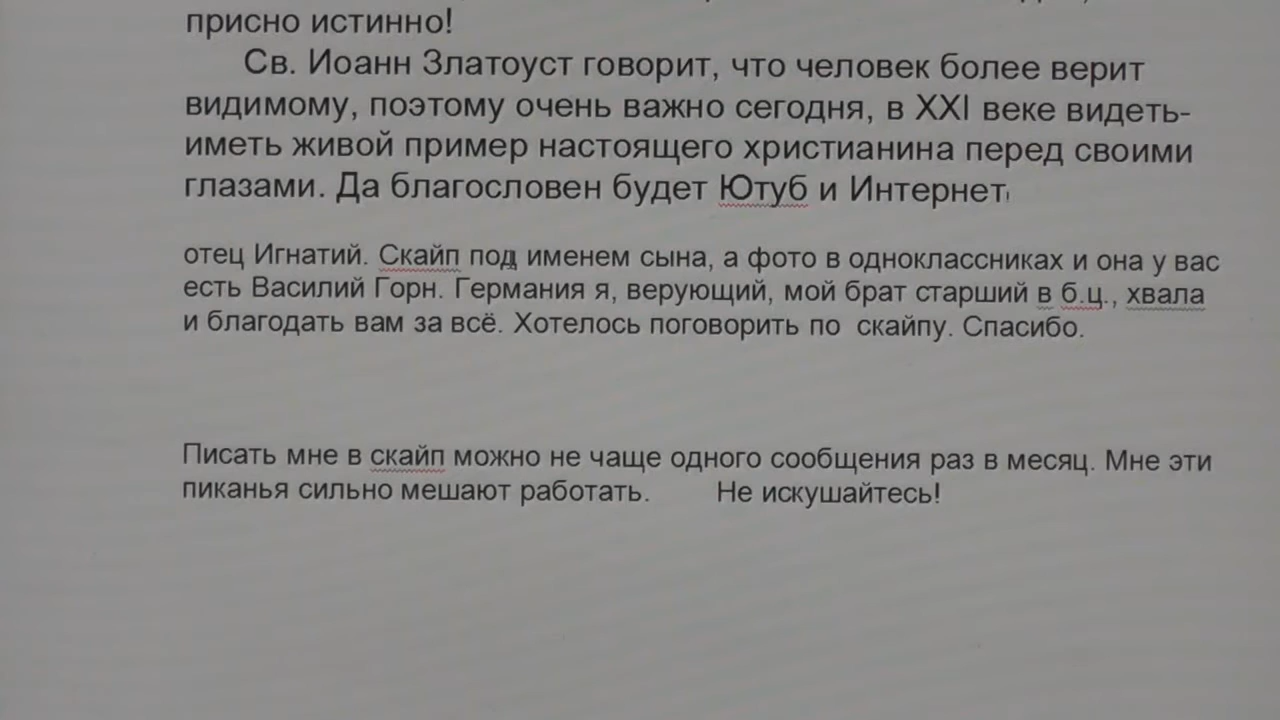 присно истинно!
Св. Иоанн Златоуст говорит, что человек более верит
видимому, поэтому очень важно сегодня, в XXI веке видеть-
иметь живой пример настоящего христианина перед своими
глазами. Да благословен будет Ютуб и Интернет
отец Игнатий. Скайп под именем сына, а фото в одноклассниках и она у вас
есть Василий Горн. Германия я, верующий, мой брат старший в б.ц., хвала
и благодать вам за всё. Хотелось поговорить по скайпу. Спасибо.
Писать мне в скайп можно не чаще одного сообщения раз в месяц. Мне эти
пиканья сильно мешают работать. Не искушайтесь!